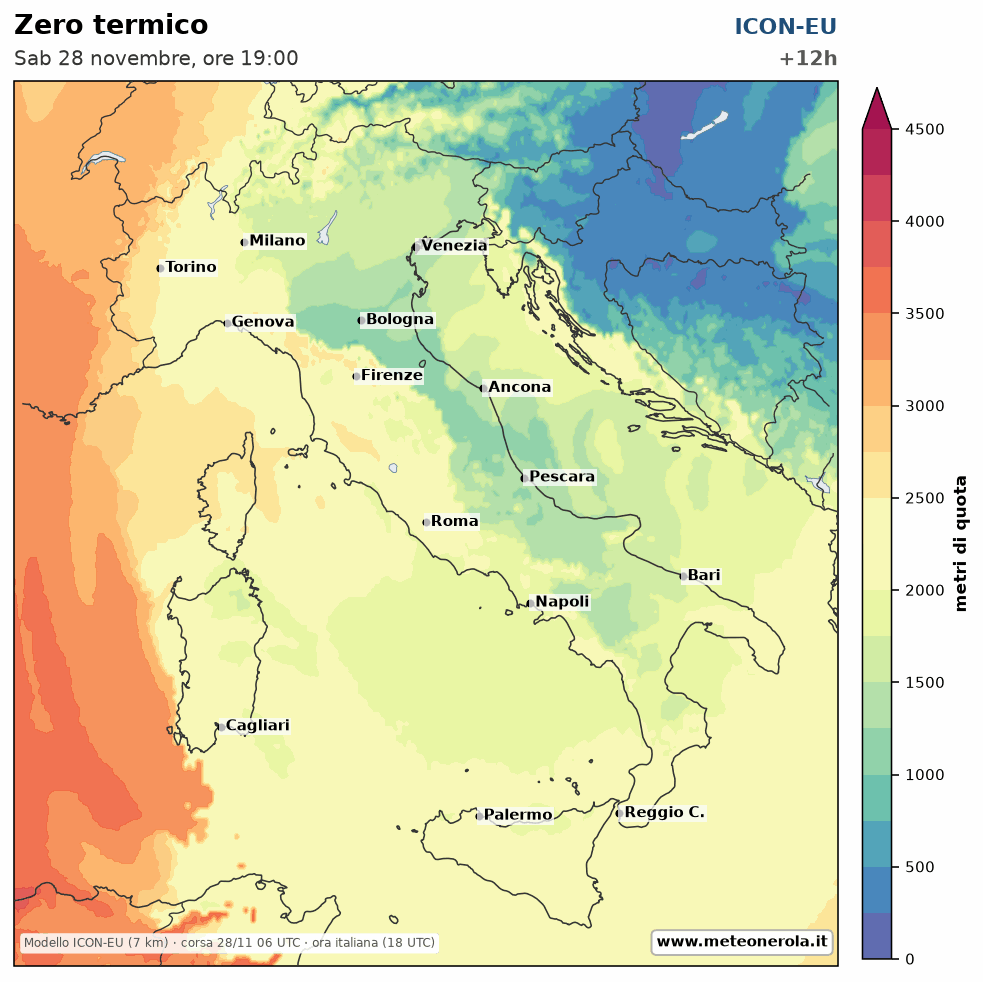 Zero termico
ICON-EU
Sab 28 novembre, ore 19:00
+12h
Milano
Venezia
Torino
Genova
Bologna
Firenze
Ancona
Pescara
Roma
Bari
Napoli
Cagliari
Palermo
Reggio C.
4500
4000
3500
3000
2500
2000
1500
1000
500
0
metri di quota
Modello ICON-EU (7 km) · corsa 28/11 06 UTC · ora italiana (18 UTC)
www.meteonerola.it